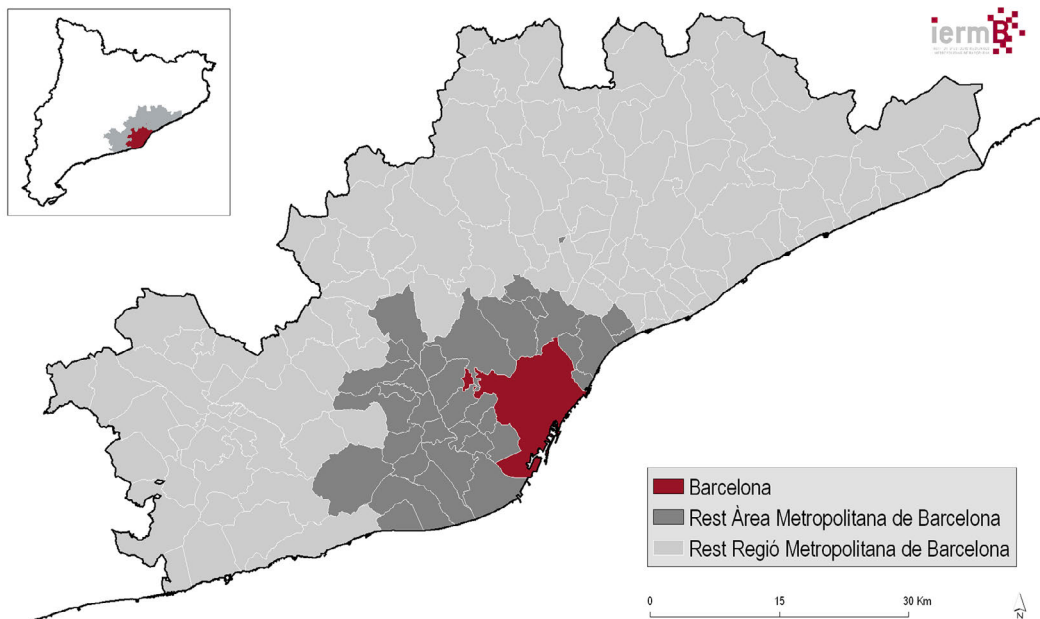 iermB
Barcelona
Rest Àrea Metropolitana de Barcelona
Rest Regió Metropolitana de Barcelona
0 15 30 Km
N